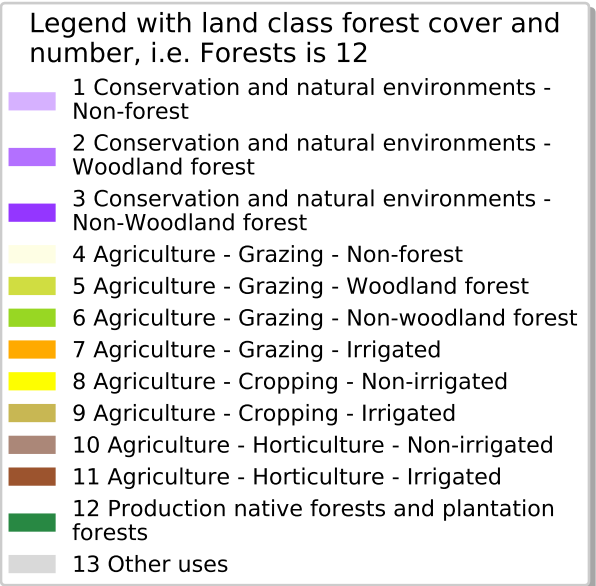 Legend with land class forest cover and
number, i.e. Forests is 12
1 Conservation and natural environments -
Non-forest
2 Conservation and natural environments -
Woodland forest
3 Conservation and natural environments -
Non-Woodland forest
4 Agriculture - Grazing - Non-forest
5 Agriculture - Grazing - Woodland forest
6 Agriculture - Grazing - Non-woodland forest
7 Agriculture - Grazing - Irrigated
8 Agriculture - Cropping - Non-irrigated
9 Agriculture - Cropping - Irrigated
10 Agriculture - Horticulture - Non-irrigated
11 Agriculture - Horticulture - Irrigated
12 Production native forests and plantation
forests
13 Other uses